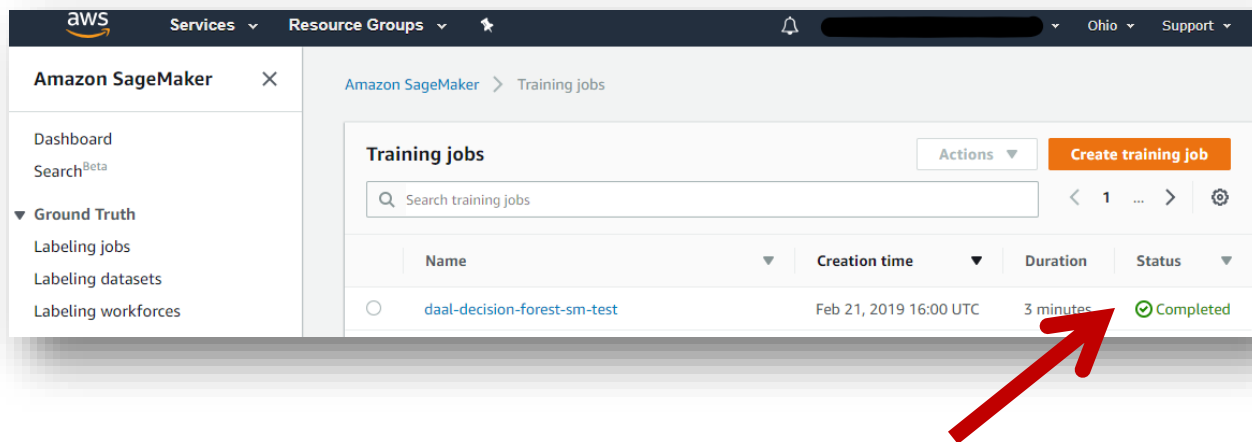 aws Services Resource Groups Ohio Support
Amazon SageMaker
Amazon SageMaker > Training jobs
Dashboard
Search Beta
Ground Truth
Labeling jobs
Labeling datasets
Labeling workforces
Training jobs Actions Create training job
Search training jobs 1 ...
Name Creation time Duration Status
daal-decision-forest-sm-test Feb 21, 2019 16:00 UTC 3 minutes Completed